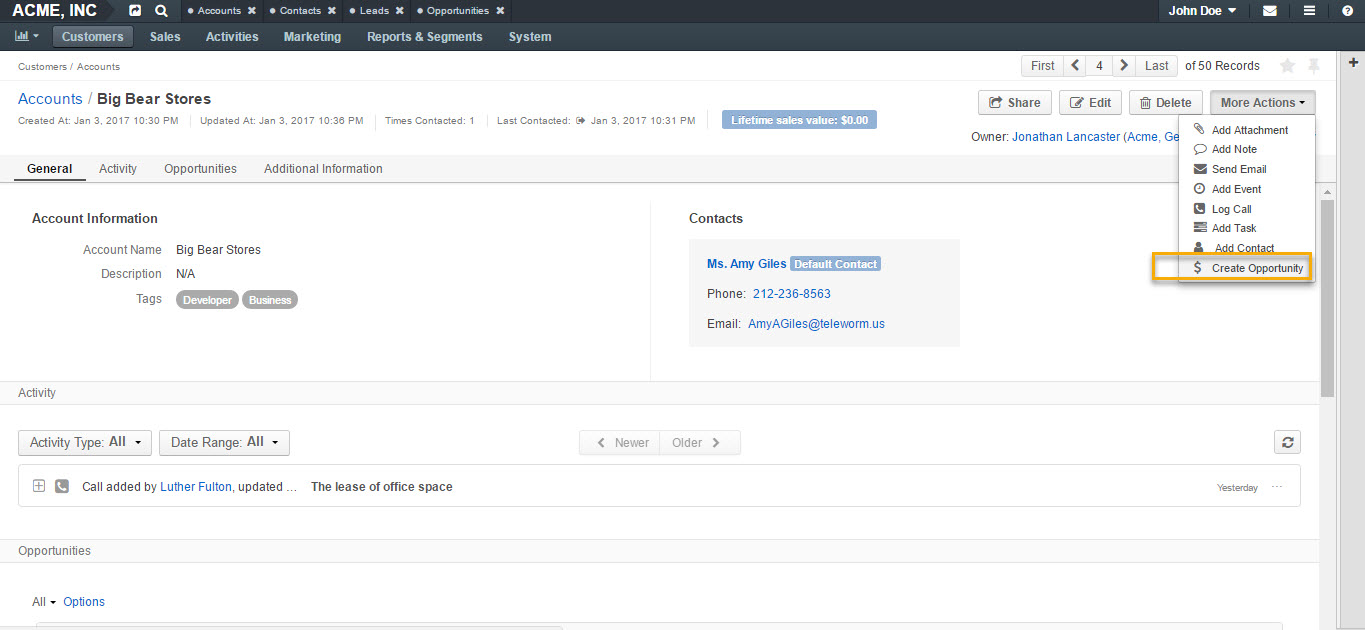 ACME, INC Accounts Contacts Leads Opportunities John Doe
Customers Sales Activities Marketing Reports & Segments System
Customers / Accounts First 4 Last of 50 Records
Accounts / Big Bear Stores Share Edit Delete More Actions
Created At: Jan 3, 2017 10:30 PM Updated At: Jan 3, 2017 10:36 PM Times Contacted: 1 Last Contacted: Jan 3, 2017 10:31 PM Lifetime sales value: $0.00
Owner: Jonathan Lancaster (Acme, Ge
Add Attachment
Add Note
Send Email
Add Event
Log Call
Add Task
Add Contact
$ Create Opportunity
General Activity Opportunities Additional Information
Account Information
Account Name Big Bear Stores
Description N/A
Tags Developer Business
Contacts
Ms. Amy Giles Default Contact
Phone: 212-236-8563
Email: AmyAGiles@teleworm.us
Activity
Activity Type: All Date Range: All Newer Older
Call added by Luther Fulton, updated ... The lease of office space Yesterday ...
Opportunities
All Options